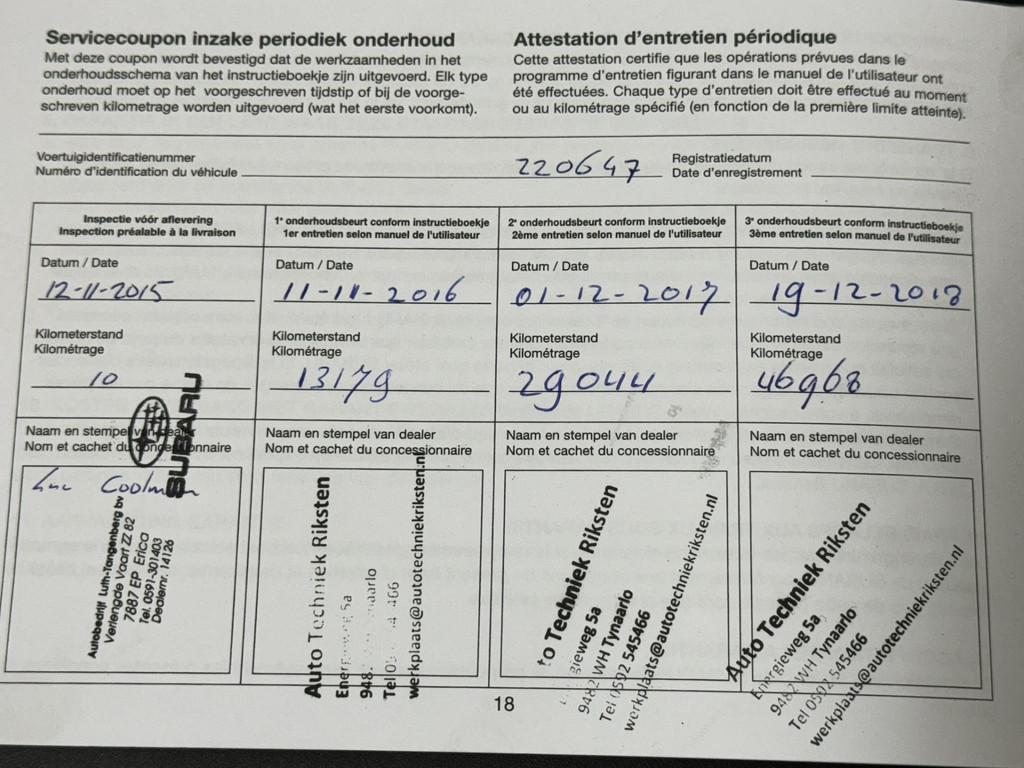 Servicecoupon inzake periodiek onderhoud
Met deze coupon wordt bevestigd dat de werkzaamheden in het
onderhoudsschema van het instructieboekje zijn uitgevoerd. Elk type
onderhoud moet op het voorgeschreven tijdstip of bij de voorge-
schreven kilometrage worden uitgevoerd (wat het eerste voorkomt).
Attestation d'entretien périodique
Cette attestation certifie que les opérations prévues dans le
programme d'entretien figurant dans le manuel de l'utilisateur ont
été effectuées. Chaque type d'entretien doit être effectué au moment
ou au kilométrage spécifié (en fonction de la première limite atteinte).
Voertuigidentificatienummer
Numéro d'identification du véhicule
220647
Registratiedatum
Date d'enregistrement
Inspectie vóór aflevering
Inspection préalable à la livraison
Datum / Date
12-11-2015
Kilometerstand
Kilométrage
10
Naam en stempel van dealer
Nom et cachet du concessionnaire
SUBARU
Luc Coolman
Autobedrijf Luth-Tangenberg bv
Verlengde Vaart ZZ 82
7887 EP Erica
Tel. 0591-301403
Dealernr. 14126
1e onderhoudsbeurt conform instructieboekje
1er entretien selon manuel de l'utilisateur
Datum / Date
11-11-2016
Kilometerstand
Kilométrage
13179
Naam en stempel van dealer
Nom et cachet du concessionnaire
Auto Techniek Riksten
5a
werkplaats@autotechniekriksten.nl
2e onderhoudsbeurt conform instructieboekje
2ème entretien selon manuel de l'utilisateur
Datum / Date
01-12-2017
Kilometerstand
Kilométrage
29044
Naam en stempel van dealer
Nom et cachet du concessionnaire
to Techniek Riksten
gieweg 5a
9482 WH Tynaarlo
Tel 0592 545466
werkplaats@autotechniekriksten.nl
3e onderhoudsbeurt conform instructieboekje
3ème entretien selon manuel de l'utilisateur
Datum / Date
19-12-2018
Kilometerstand
Kilométrage
46968
Naam en stempel van dealer
Nom et cachet du concessionnaire
Auto Techniek Riksten
Energieweg 5a
9482 WH Tynaarlo
Tel 0592 545466
werkplaats@autotechniekriksten.nl
18